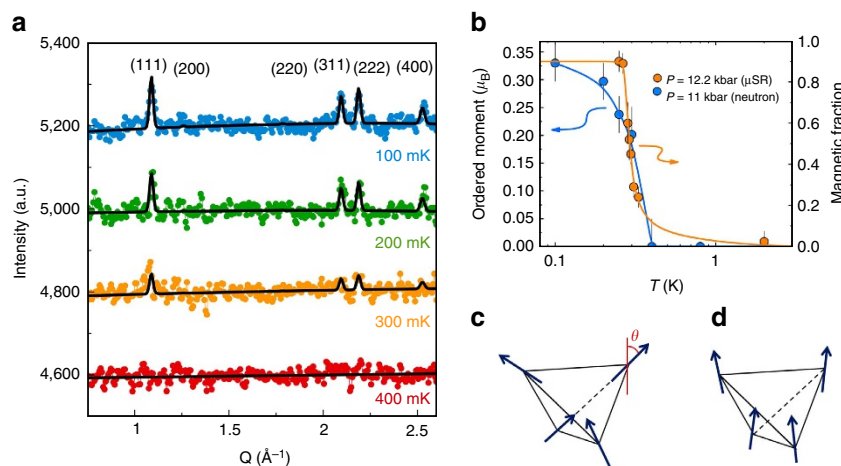 a
5,400
5,200
5,000
4,800
4,600
Intensity (a.u.)
(111)
(200)
(220)
(311)
(222)
(400)
100 mK
200 mK
300 mK
400 mK
1
1.5
2
2.5
Q (Å⁻¹)
b
0.35
0.30
0.25
0.20
0.15
0.10
0.05
0.00
Ordered moment (μB)
P = 12.2 kbar (μSR)
P = 11 kbar (neutron)
1.0
0.8
0.6
0.4
0.2
0.0
Magnetic fraction
0.1
1
T (K)
c
θ
d